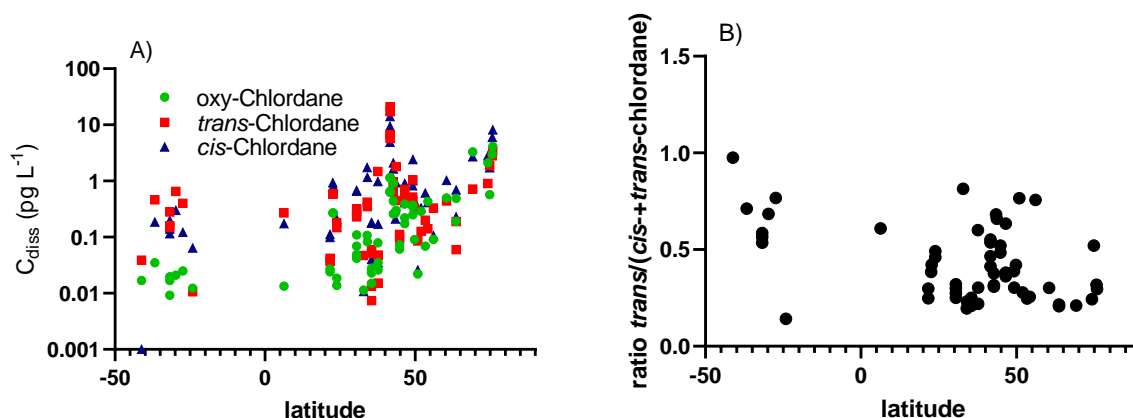 A)
100
10
1
0.1
0.01
0.001
C_diss (pg L⁻¹)
oxy-Chlordane
trans-Chlordane
cis-Chlordane
-50
0
50
latitude
B)
1.5
1.0
0.5
0.0
ratio trans/(cis-+trans-chlordane)
-50
0
50
latitude